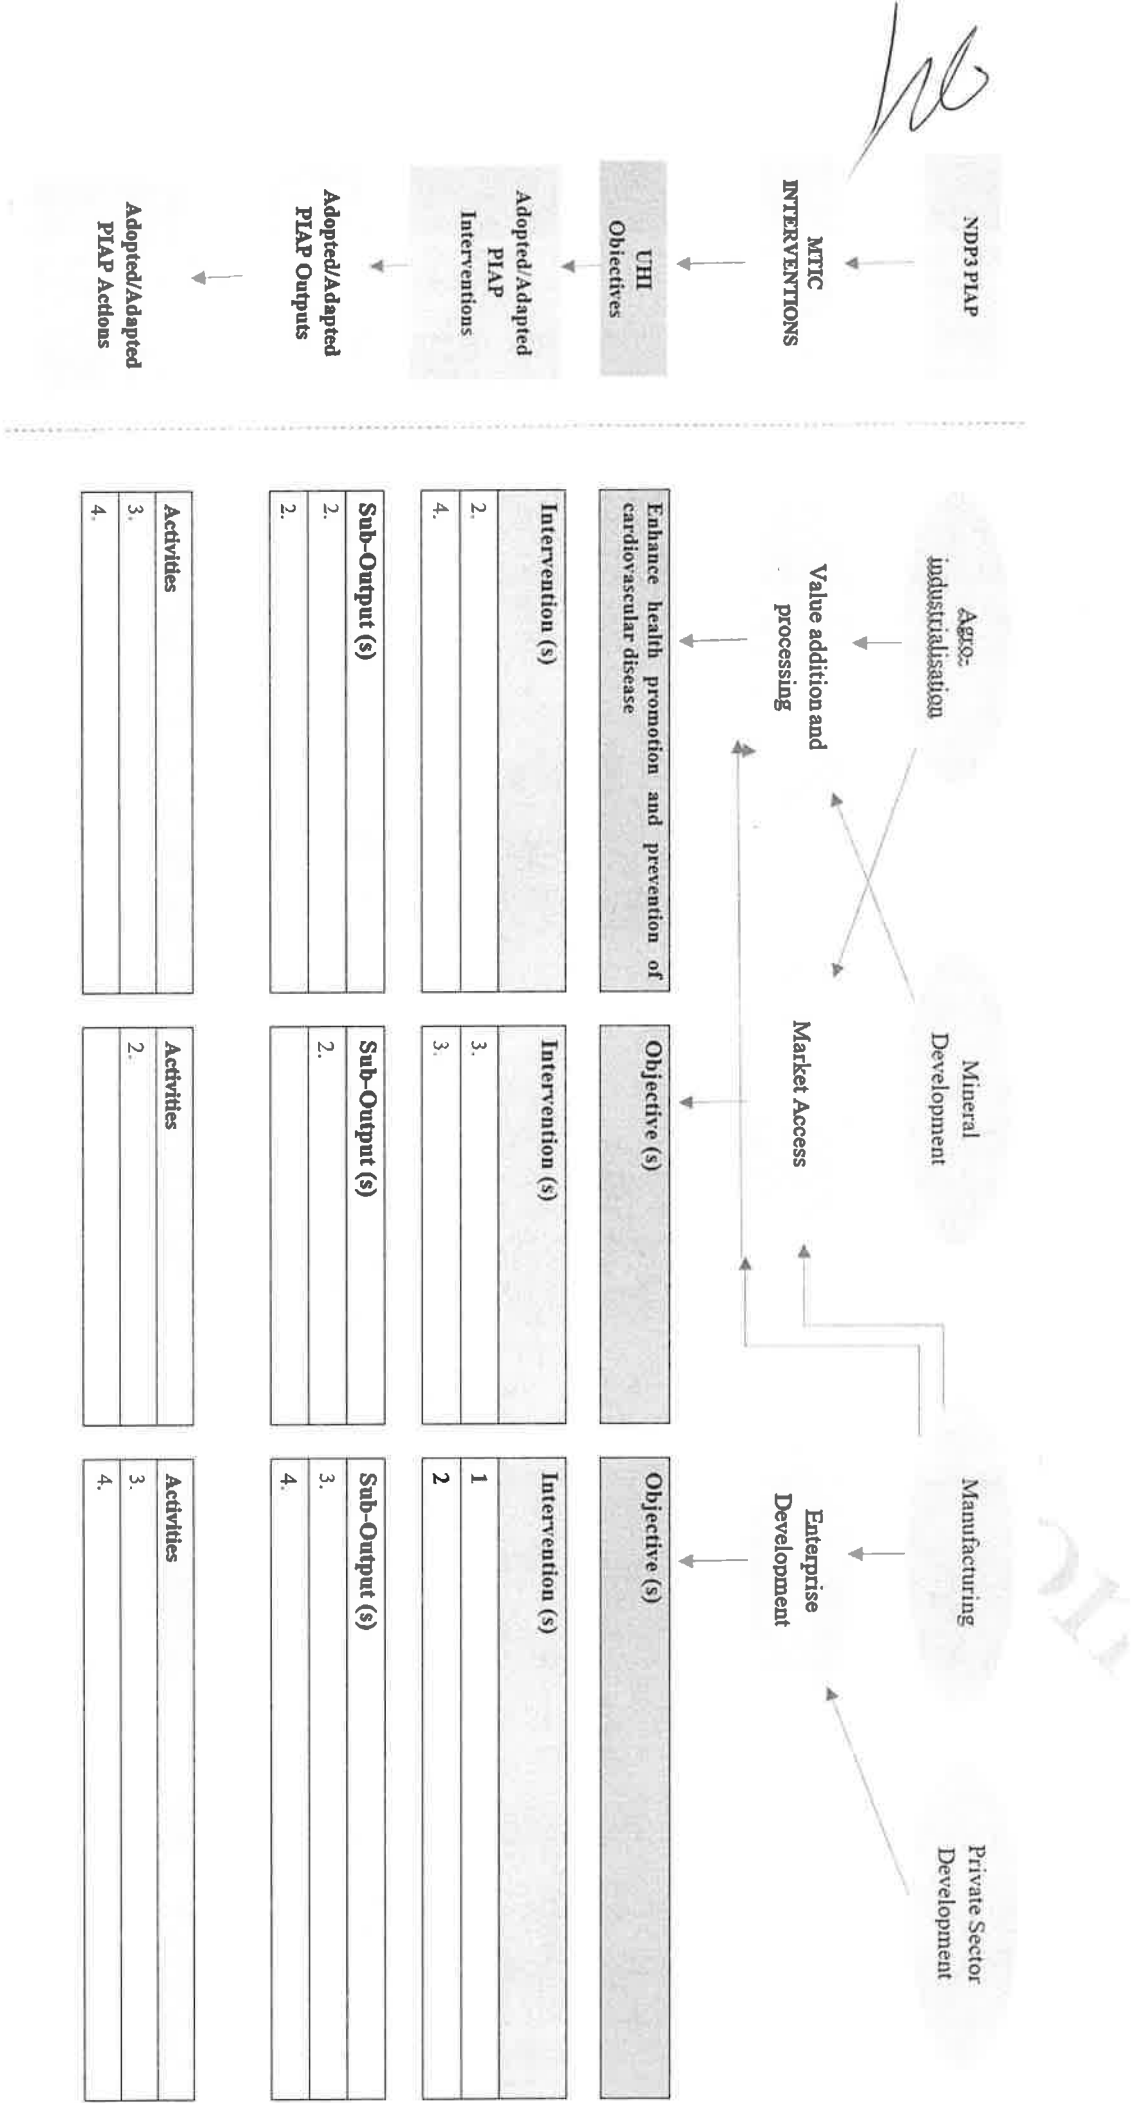 NDP3 PIAP
MTIC
INTERVENTIONS
UHI
Objectives
Adopted/Adapted
PIAP
Interventions
Adopted/Adapted
PIAP Outputs
Adopted/Adapted
PIAP Actions
Agro-
industrialisation
Mineral
Development
Manufacturing
Private Sector
Development
Value addition and
processing
Market Access
Enterprise
Development
Enhance health promotion and prevention of
cardiovascular disease
Objective (s)
Objective (s)
Intervention (s)
2.
4.
Intervention (s)
3.
3.
Intervention (s)
1
2
Sub-Output (s)
2.
2.
Sub-Output (s)
2.
Sub-Output (s)
3.
4.
Activities
3.
4.
Activities
2.
Activities
3.
4.